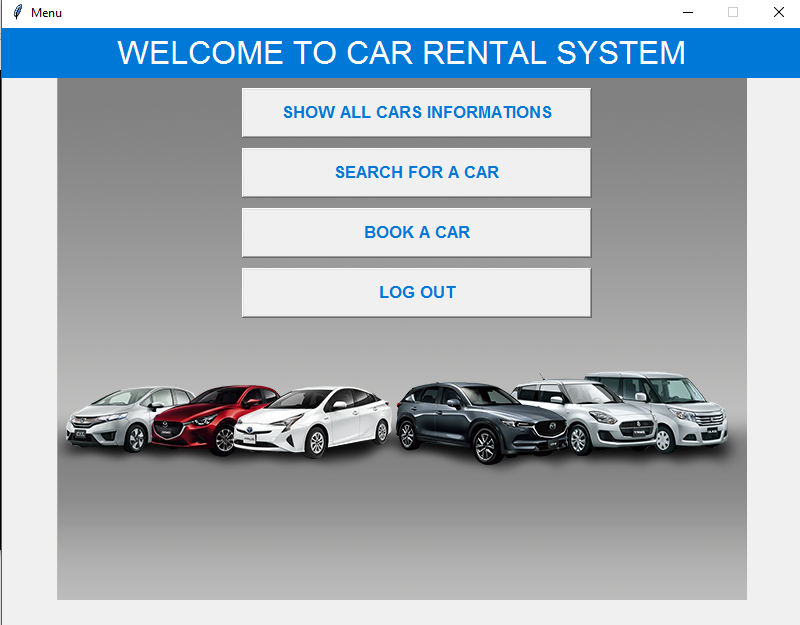 Menu
WELCOME TO CAR RENTAL SYSTEM
SHOW ALL CARS INFORMATIONS
SEARCH FOR A CAR
BOOK A CAR
LOG OUT